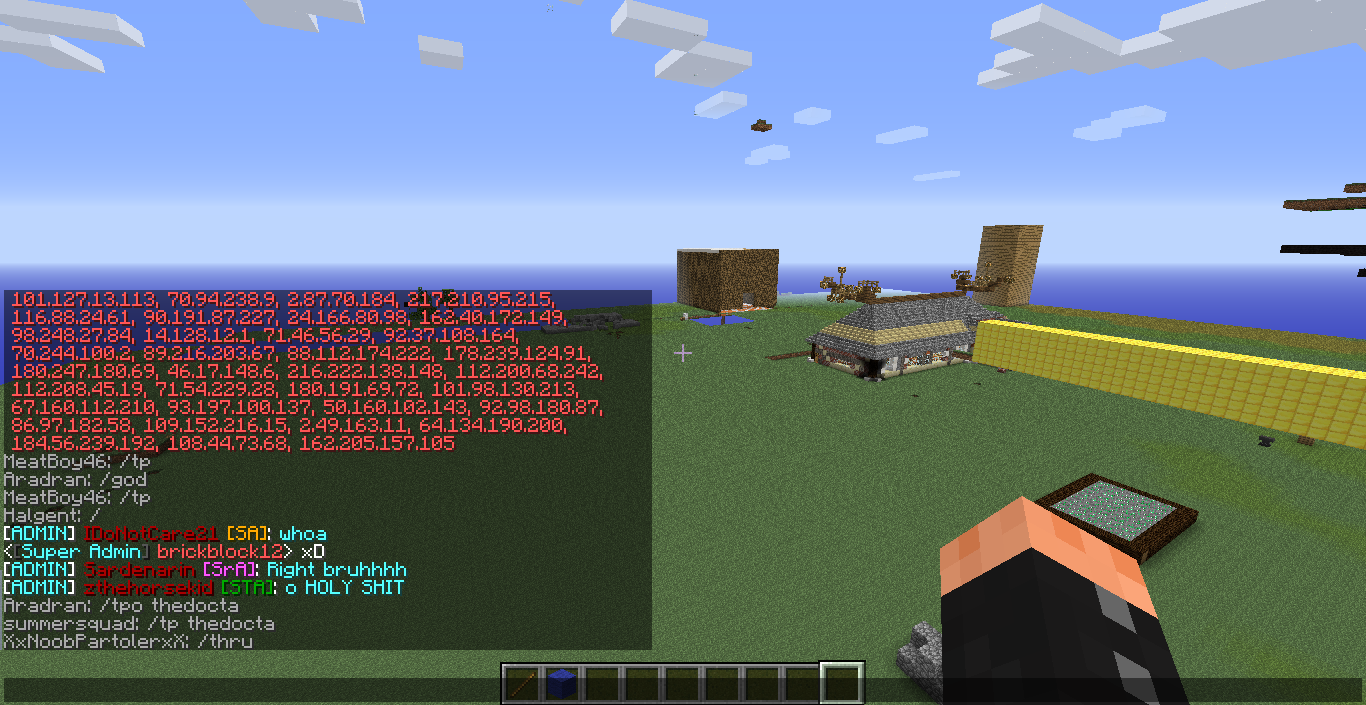 101.127.13.113, 70.94.238.9, 2.87.70.184, 217.210.95.215,
116.88.24.61, 90.191.87.227, 24.166.80.98, 162.40.172.149,
98.248.27.84, 14.128.12.1, 71.46.56.29, 92.37.108.164,
70.244.100.2, 89.216.203.67, 88.112.174.222, 178.239.124.91,
180.247.180.69, 46.17.148.6, 216.222.138.148, 112.200.68.242,
112.208.45.19, 71.54.229.28, 180.191.69.72, 101.98.130.213,
67.160.112.210, 93.197.100.137, 50.160.102.143, 92.98.180.87,
86.97.182.58, 109.152.216.15, 2.49.163.11, 64.134.190.200,
184.56.239.192, 108.44.73.68, 162.205.157.105
MeatBoy46: /tp
Aradran: /god
MeatBoy46: /tp
Halgent: /
[ADMIN] IDoNotCare21 [SA]: whoa
<[Super Admin] brickblock12> xD
[ADMIN] Sardenarin [SrA]: Right bruhhhh
[ADMIN] zthehorsekid [STA]: o HOLY SHIT
Aradran: /tpo thedocta
summersquad: /tp thedocta
XxNoobPartolerxX: /thru